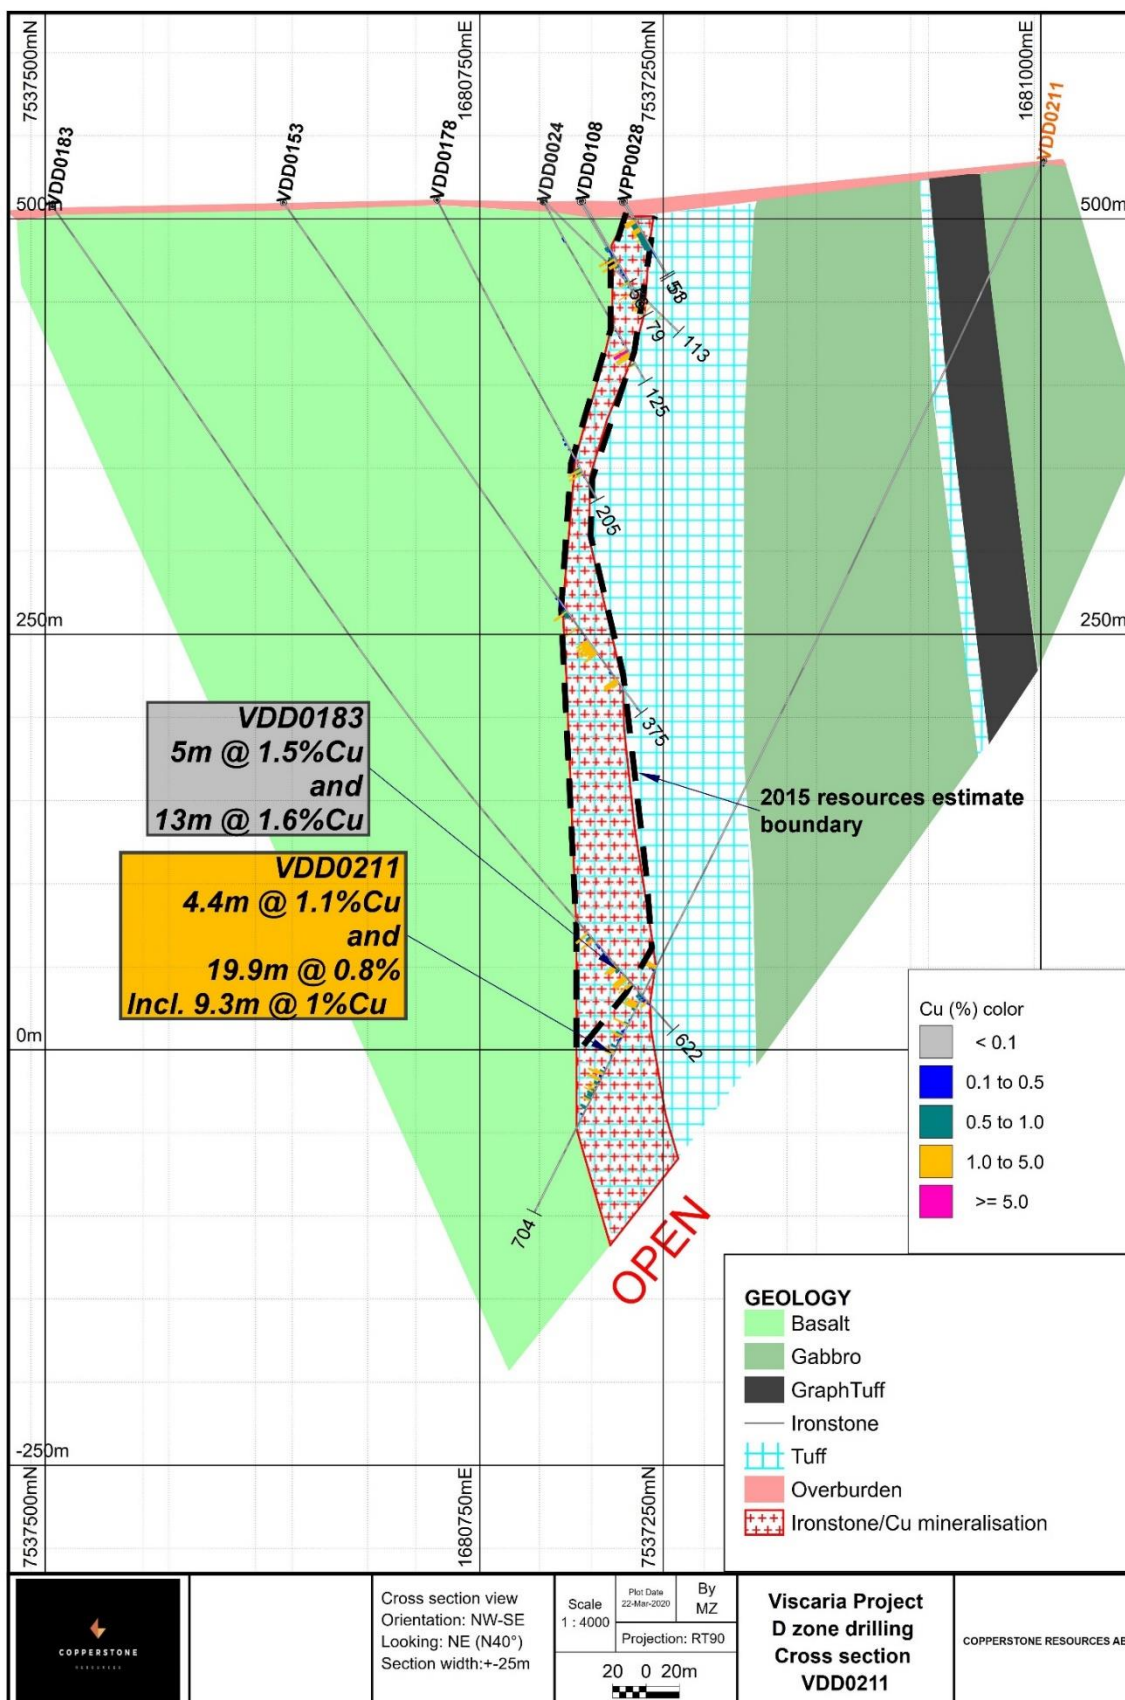 7537500mN
1680750mE
7537250mN
1681000mE
VDD0183
VDD0153
VDD0178
VDD0024
VDD0108
VPP0028
VDD0211
500m
500m
58
79
113
125
205
250m
250m
375
VDD0183
5m @ 1.5%Cu
and
13m @ 1.6%Cu
2015 resources estimate
boundary
VDD0211
4.4m @ 1.1%Cu
and
19.9m @ 0.8%
Incl. 9.3m @ 1%Cu
0m
622
704
OPEN
Cu (%) color
< 0.1
0.1 to 0.5
0.5 to 1.0
1.0 to 5.0
>= 5.0
GEOLOGY
Basalt
Gabbro
GraphTuff
Ironstone
Tuff
Overburden
Ironstone/Cu mineralisation
-250m
7537500mN
1680750mE
7537250mN
COPPERSTONE
Cross section view
Orientation: NW-SE
Looking: NE (N40°)
Section width:+-25m
Scale
1 : 4000
Plot Date
22-Mar-2020
By
MZ
Projection: RT90
20 0 20m
Viscaria Project
D zone drilling
Cross section
VDD0211
COPPERSTONE RESOURCES AB